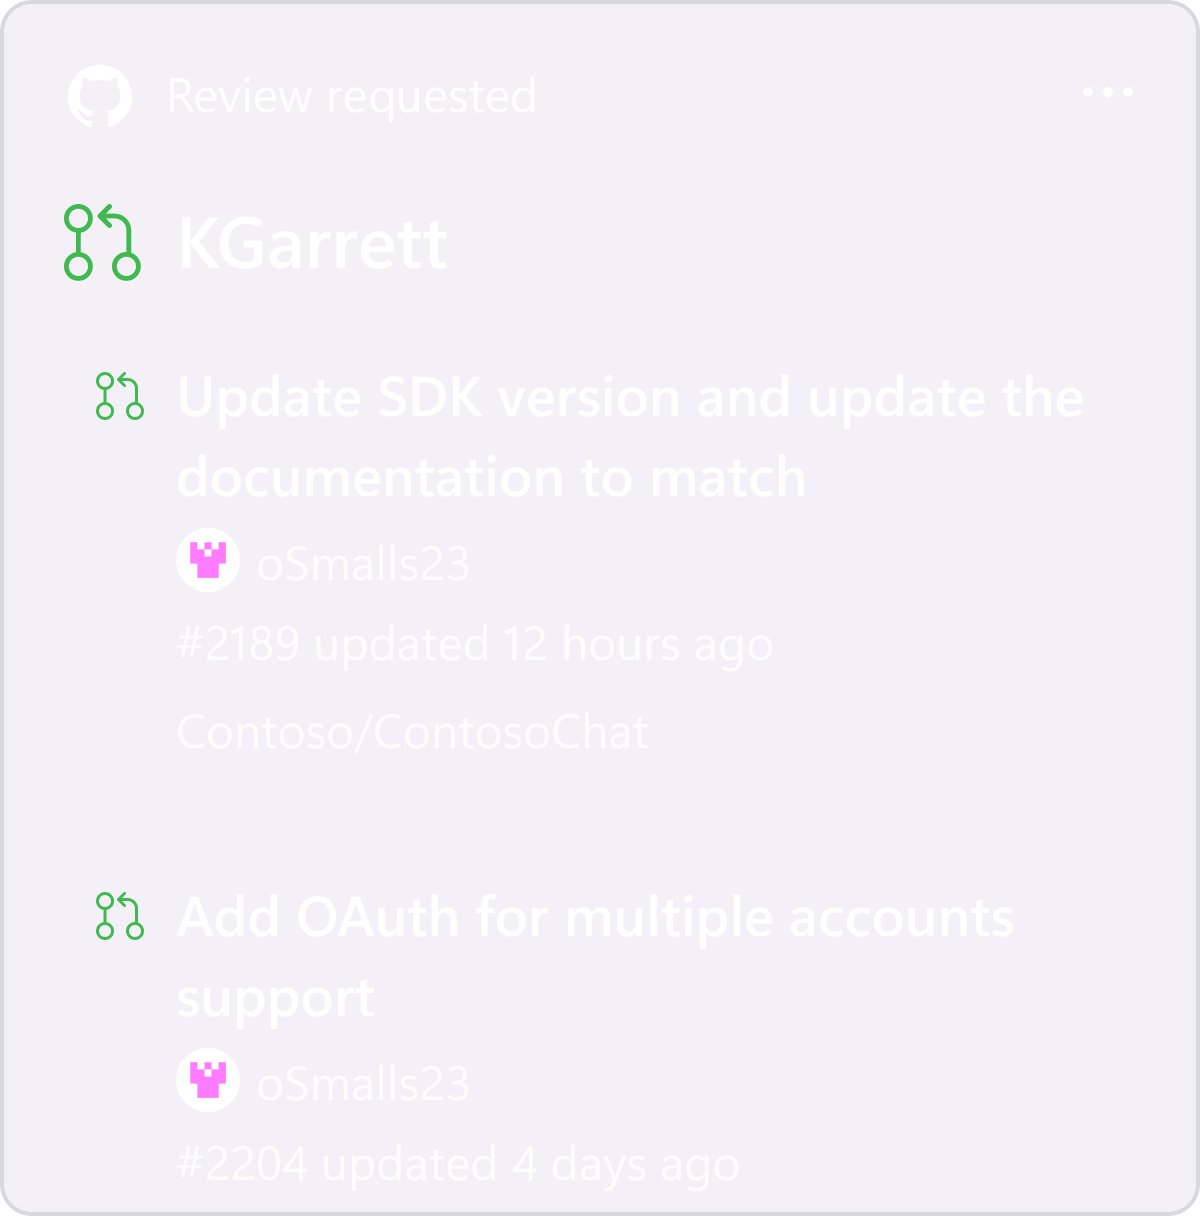 Review requested
KGarrett
Update SDK version and update the
documentation to match
oSmalls23
#2189 updated 12 hours ago
Contoso/ContosoChat
Add OAuth for multiple accounts
support
oSmalls23
#2204 updated 4 days ago